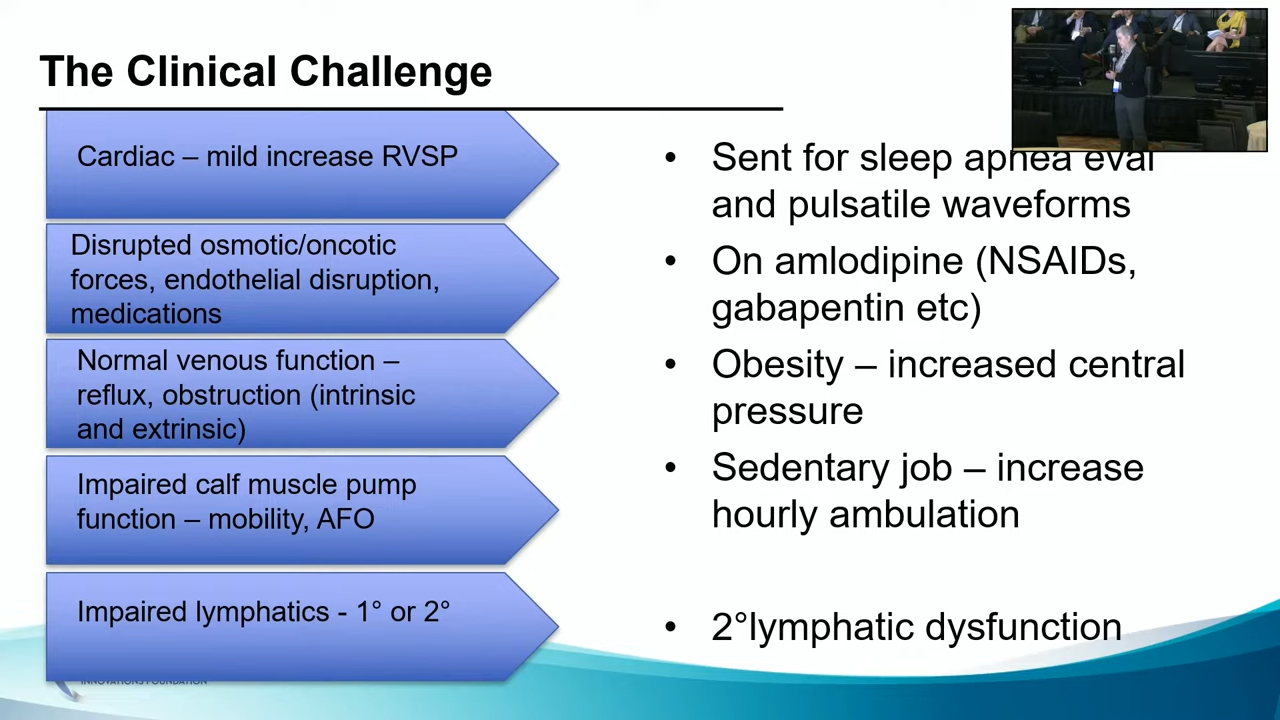 The Clinical Challenge
Cardiac – mild increase RVSP
Disrupted osmotic/oncotic
forces, endothelial disruption,
medications
Normal venous function –
reflux, obstruction (intrinsic
and extrinsic)
Impaired calf muscle pump
function – mobility, AFO
Impaired lymphatics - 1° or 2°
• Sent for sleep apnea eval
and pulsatile waveforms
• On amlodipine (NSAIDs,
gabapentin etc)
• Obesity – increased central
pressure
• Sedentary job – increase
hourly ambulation
• 2°lymphatic dysfunction
INNOVATIONS FOUNDATION